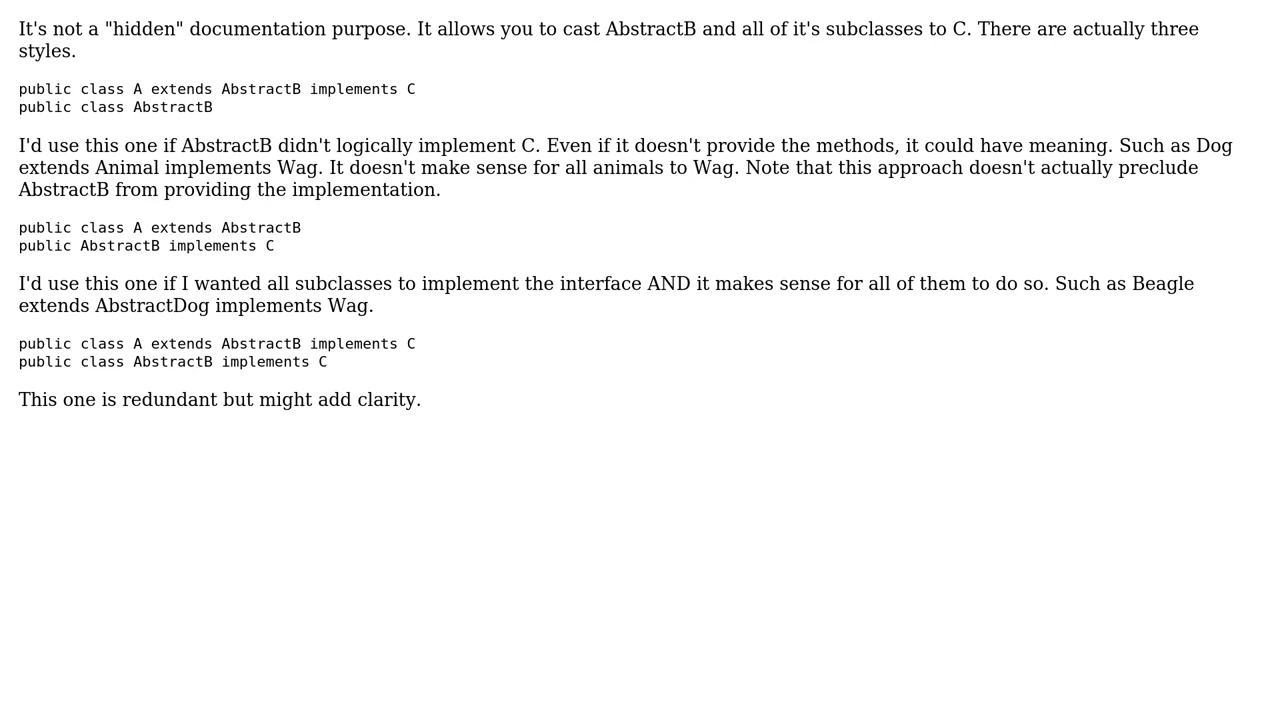 It's not a "hidden" documentation purpose. It allows you to cast AbstractB and all of it's subclasses to C. There are actually three
styles.
public class A extends AbstractB implements C
public class AbstractB
I'd use this one if AbstractB didn't logically implement C. Even if it doesn't provide the methods, it could have meaning. Such as Dog
extends Animal implements Wag. It doesn't make sense for all animals to Wag. Note that this approach doesn't actually preclude
AbstractB from providing the implementation.
public class A extends AbstractB
public AbstractB implements C
I'd use this one if I wanted all subclasses to implement the interface AND it makes sense for all of them to do so. Such as Beagle
extends AbstractDog implements Wag.
public class A extends AbstractB implements C
public class AbstractB implements C
This one is redundant but might add clarity.